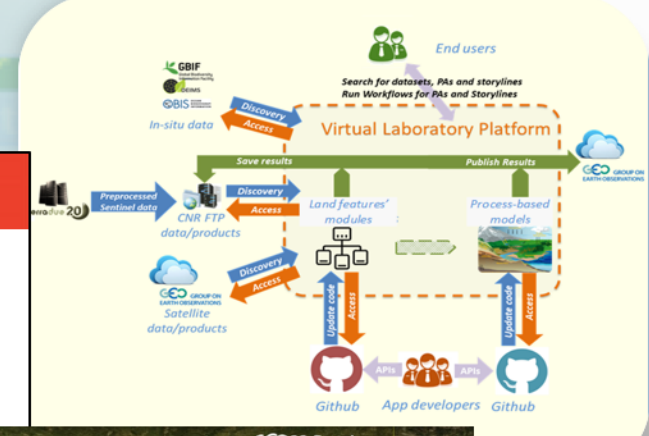 End users
GBIF
Global Biodiversity
Information Facility
DEIMS
OBIS
In-situ data
Search for datasets, PAs and storylines
Run Workflows for PAs and Storylines
Discovery
Access
Virtual Laboratory Platform
Save results
Publish Results
GEO GROUP ON
EARTH OBSERVATIONS
20
Preprocessed
Sentinel data
CNR FTP
data/products
Discovery
Access
Land features'
modules
Process-based
models
GEO GROUP ON
EARTH OBSERVATIONS
Satellite
data/products
Discovery
Access
Update code
Access
Update code
Access
APIs
APIs
Github
App developers
Github